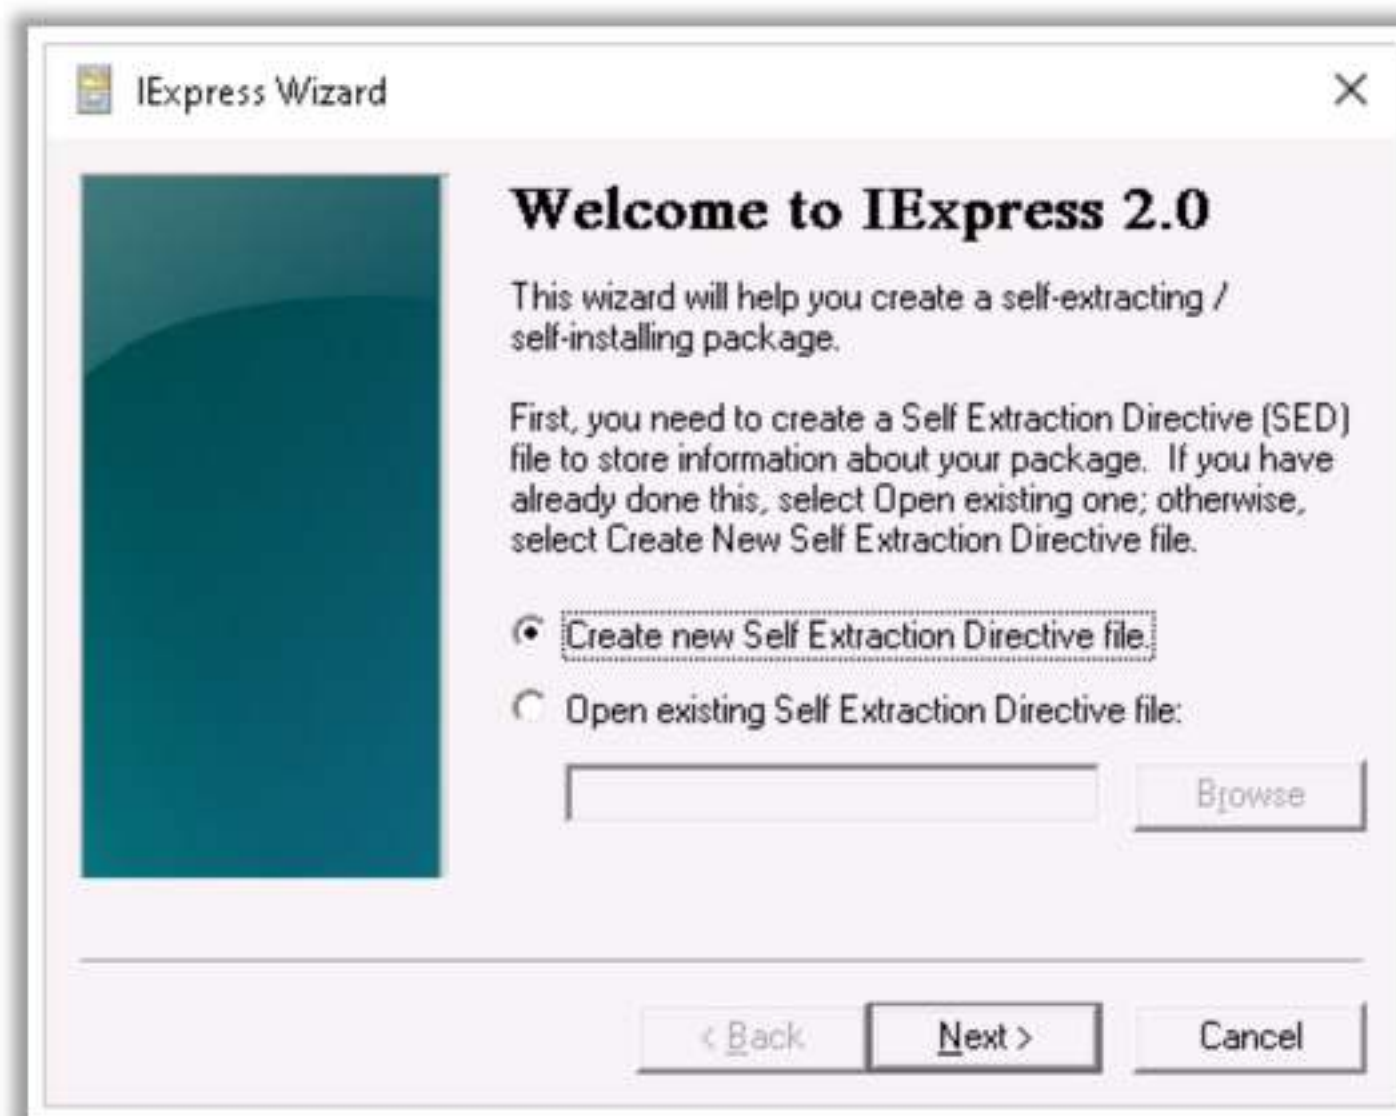 IExpress Wizard
Welcome to IExpress 2.0
This wizard will help you create a self-extracting /
self-installing package.
First, you need to create a Self Extraction Directive (SED)
file to store information about your package.  If you have
already done this, select Open existing one; otherwise,
select Create New Self Extraction Directive file.
Create new Self Extraction Directive file.
Open existing Self Extraction Directive file:
Browse
< Back
Next >
Cancel